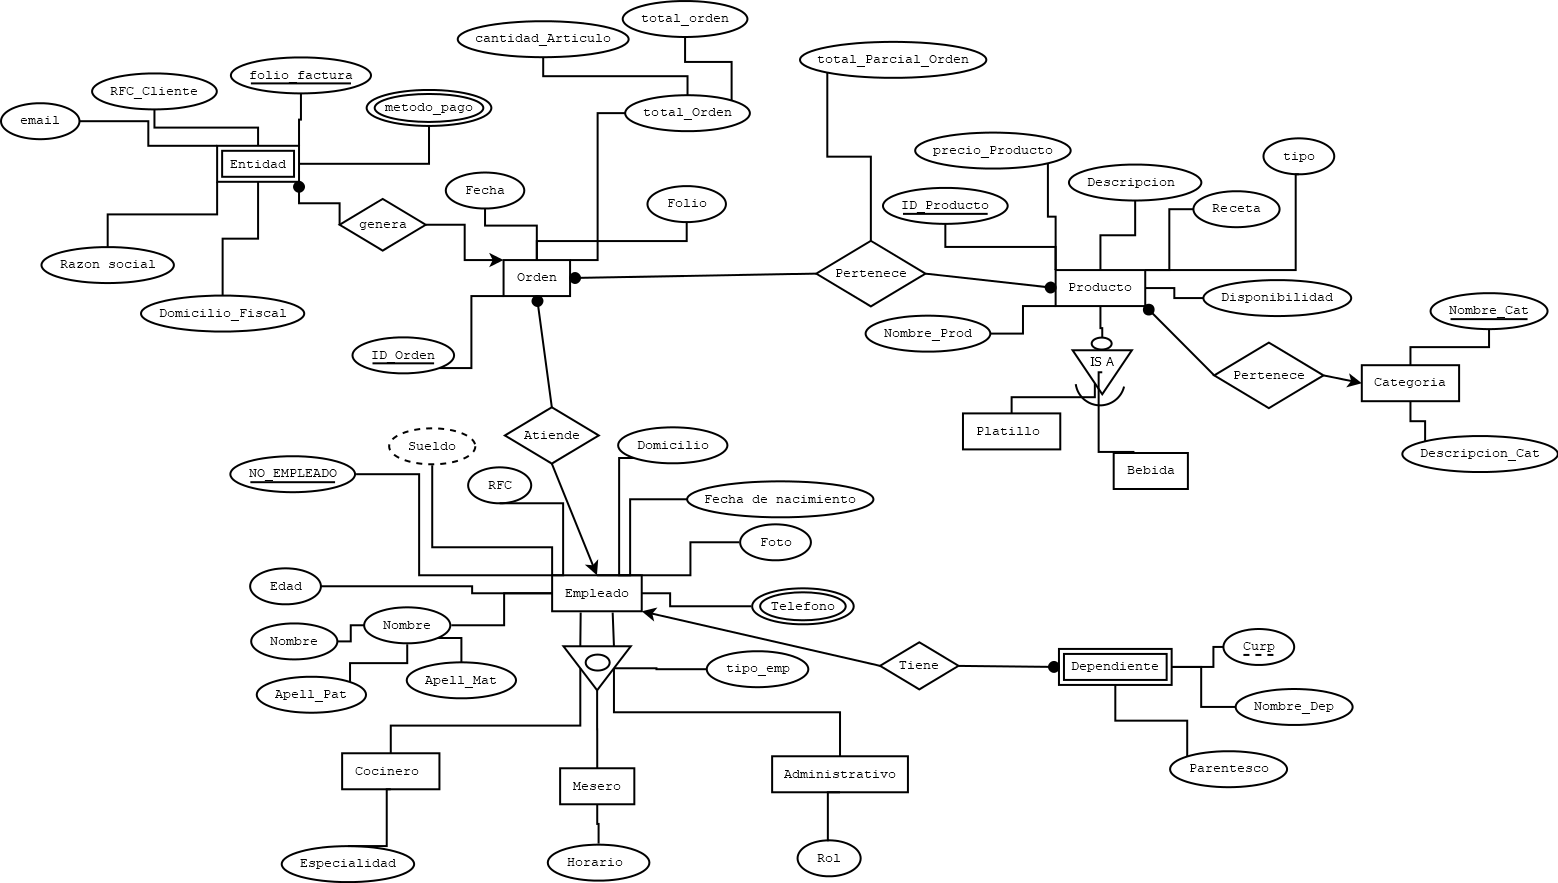 total_orden
cantidad_Articulo
total_Parcial_Orden
folio_factura
RFC_Cliente
metodo_pago
email
total_Orden
precio_Producto
tipo
Entidad
Descripcion
Fecha
Folio
ID_Producto
Receta
genera
Razon social
Orden
Pertenece
Producto
Disponibilidad
Domicilio_Fiscal
Nombre_Cat
Nombre_Prod
ID_Orden
IS A
Pertenece
Categoria
Atiende
Platillo
Sueldo
Domicilio
Descripcion_Cat
NO_EMPLEADO
Bebida
RFC
Fecha de nacimiento
Foto
Edad
Empleado
Telefono
Nombre
Nombre
Curp
Tiene
Dependiente
tipo_emp
Apell_Mat
Apell_Pat
Nombre_Dep
Parentesco
Cocinero
Administrativo
Mesero
Especialidad
Horario
Rol